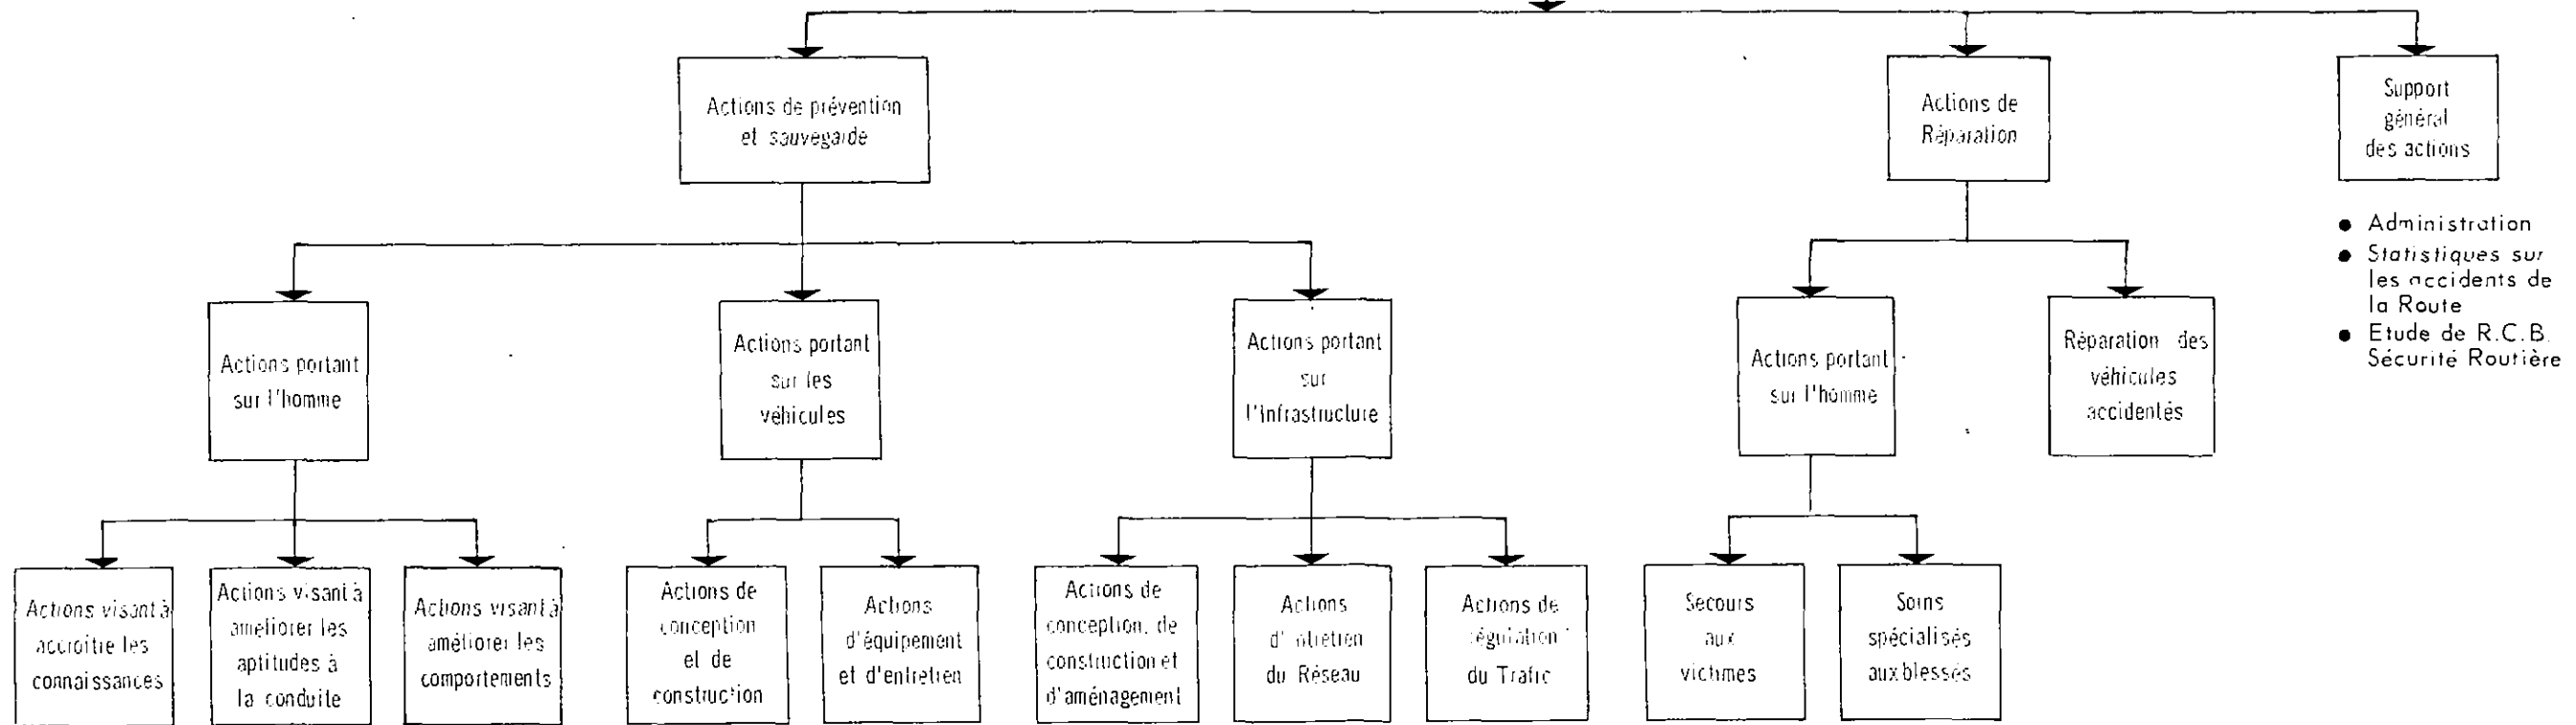 Actions de prévention
et sauvegarde
Actions de
Réparation
Support
général
des actions
● Administration
● Statistiques sur
les accidents de
la Route
● Etude de R.C.B.
Sécurité Routière
Actions portant
sur l'homme
Actions portant
sur les
véhicules
Actions portant
sur
l'infrastructure
Actions portant
sur l'homme
Réparation des
véhicules
accidentés
Actions visant à
accroître les
connaissances
Actions visant à
améliorer les
aptitudes à
la conduite
Actions visant à
améliorer les
comportements
Actions de
conception
et de
construction
Actions
d'équipement
et d'entretien
Actions de
conception, de
construction et
d'aménagement
Actions
d'entretien
du Réseau
Actions de
régulation
du Trafic
Secours
aux
victimes
Soins
spécialisés
aux blessés